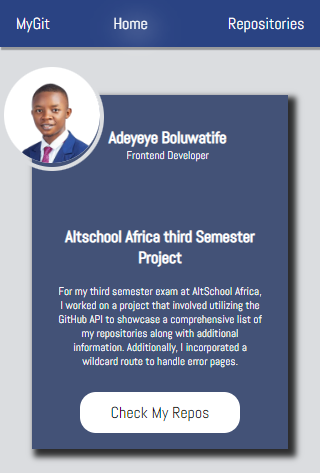 MyGit Home Repositories
Adeyeye Boluwatife
Frontend Developer
Altschool Africa third Semester
Project
For my third semester exam at AltSchool Africa,
I worked on a project that involved utilizing the
GitHub API to showcase a comprehensive list of
my repositories along with additional
information. Additionally, I incorporated a
wildcard route to handle error pages.
Check My Repos